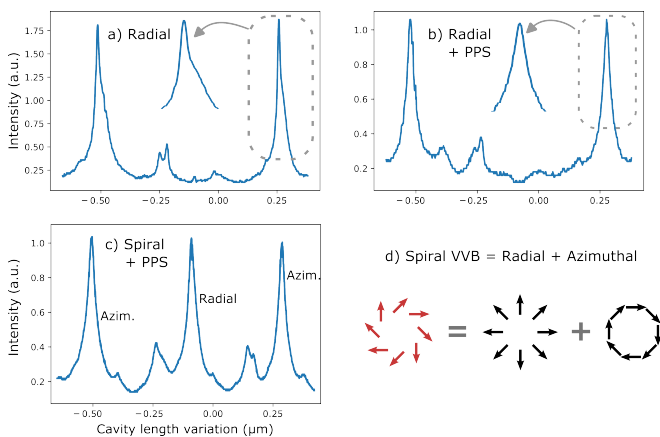 a) Radial
Intensity (a.u.)
1.75
1.50
1.25
1.00
0.75
0.50
0.25
−0.50
−0.25
0.00
0.25
b) Radial
+ PPS
1.0
0.8
0.6
0.4
0.2
−0.50
−0.25
0.00
0.25
c) Spiral
+ PPS
Azim.
Radial
Azim.
Intensity (a.u.)
1.0
0.8
0.6
0.4
0.2
−0.50
−0.25
0.00
0.25
Cavity length variation (μm)
d) Spiral VVB = Radial + Azimuthal
=
+